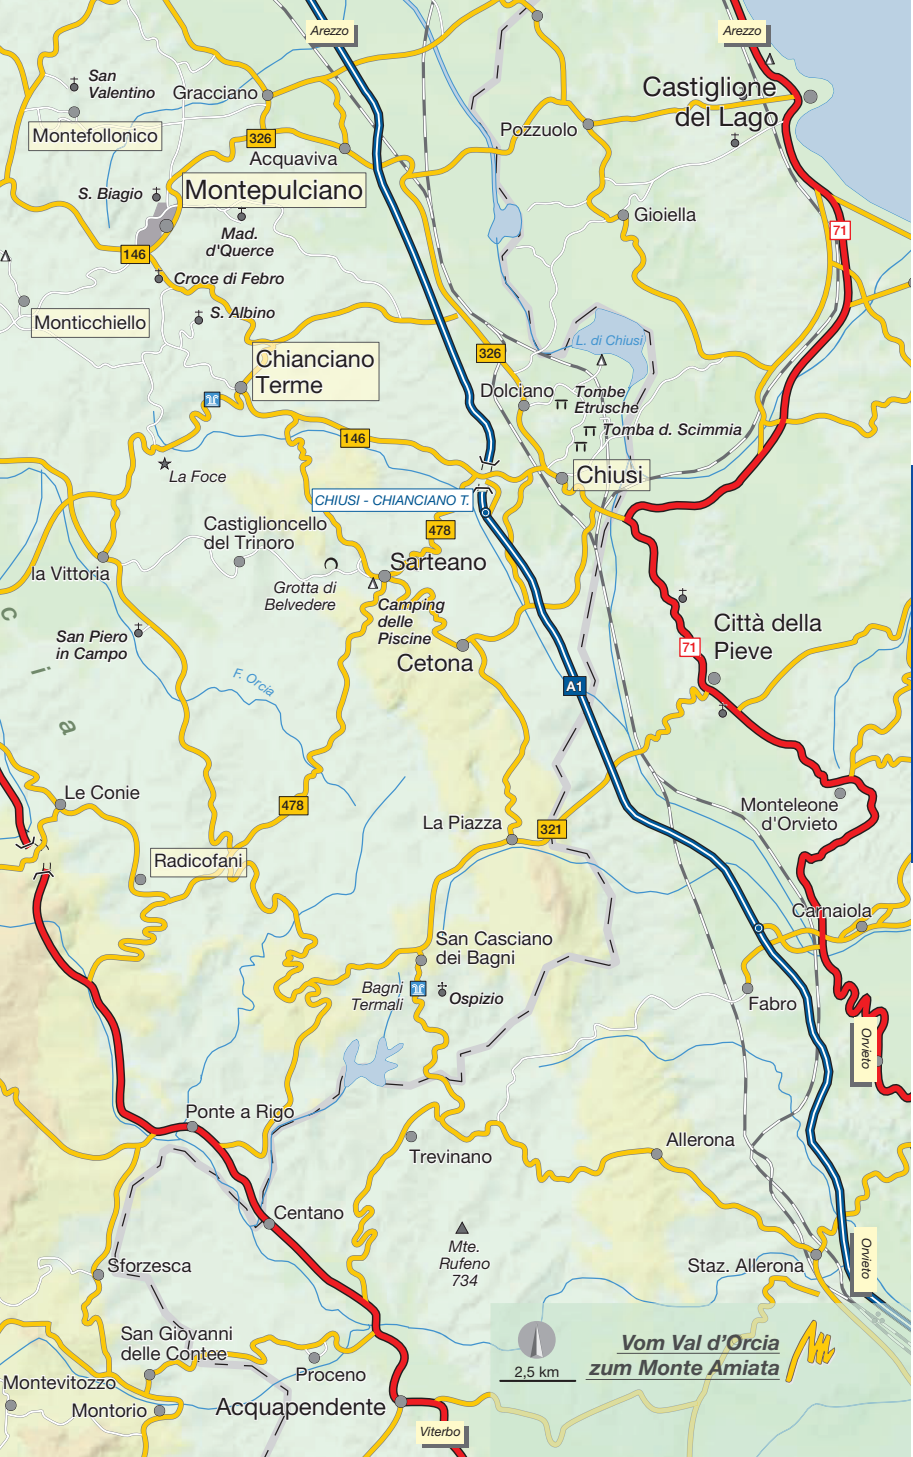 Arezzo
Arezzo
San
Valentino
Gracciano
Castiglione
del Lago
Montefollonico
326
Pozzuolo
Acquaviva
S. Biagio
Montepulciano
Gioiella
Mad.
d'Querce
71
146
Croce di Febro
S. Albino
Monticchiello
L. di Chiusi
326
Chianciano
Terme
Dolciano
Tombe
Etrusche
146
Tomba d. Scimmia
La Foce
Chiusi
CHIUSI - CHIANCIANO T.
Castiglioncello
del Trinoro
478
Sarteano
la Vittoria
Grotta di
Belvedere
Camping
delle
Piscine
c
i
a
San Piero
in Campo
Città della
Pieve
71
Cetona
F. Orcia
A1
Le Conie
478
Monteleone
d'Orvieto
La Piazza
321
Radicofani
Carnaiola
San Casciano
dei Bagni
Bagni
Termali
Ospizio
Fabro
Orvieto
Ponte a Rigo
Trevinano
Allerona
Centano
Mte.
Rufeno
734
Staz. Allerona
Orvieto
Sforzesca
San Giovanni
delle Contee
Proceno
2,5 km
Vom Val d'Orcia
zum Monte Amiata
Montevitozzo
Montorio
Acquapendente
Viterbo